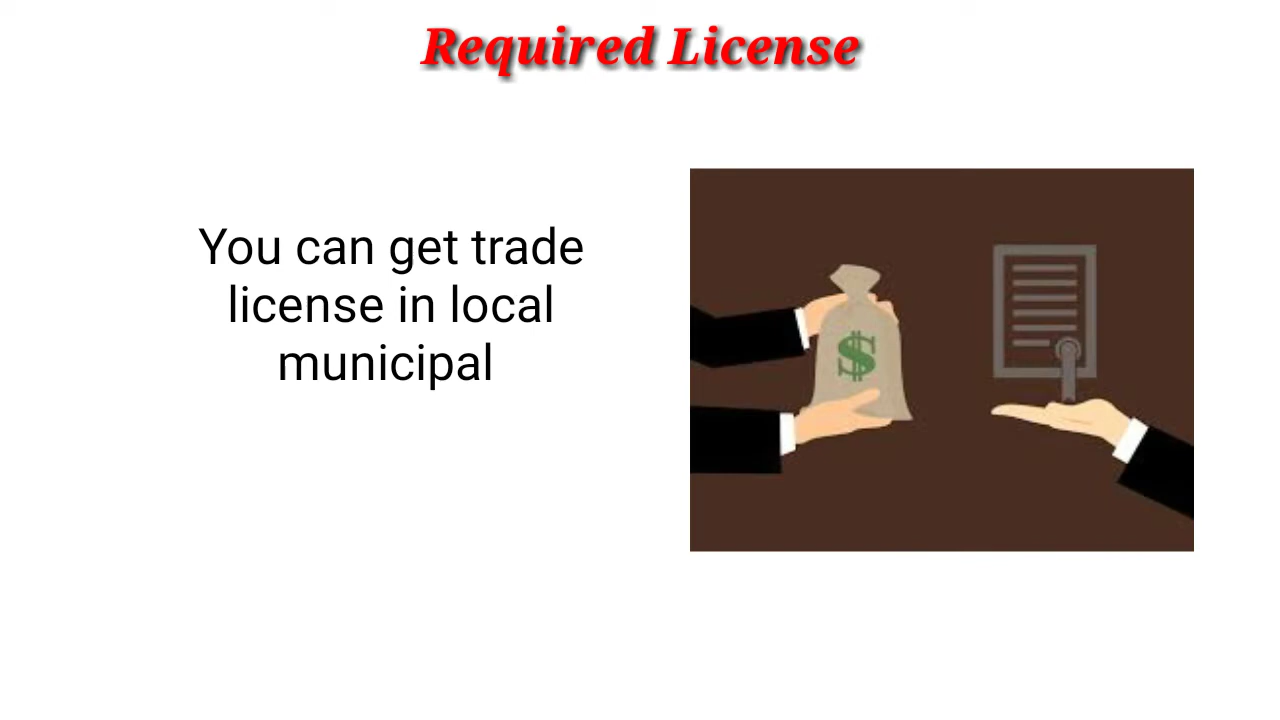 Required License
You can get trade
license in local
municipal
$